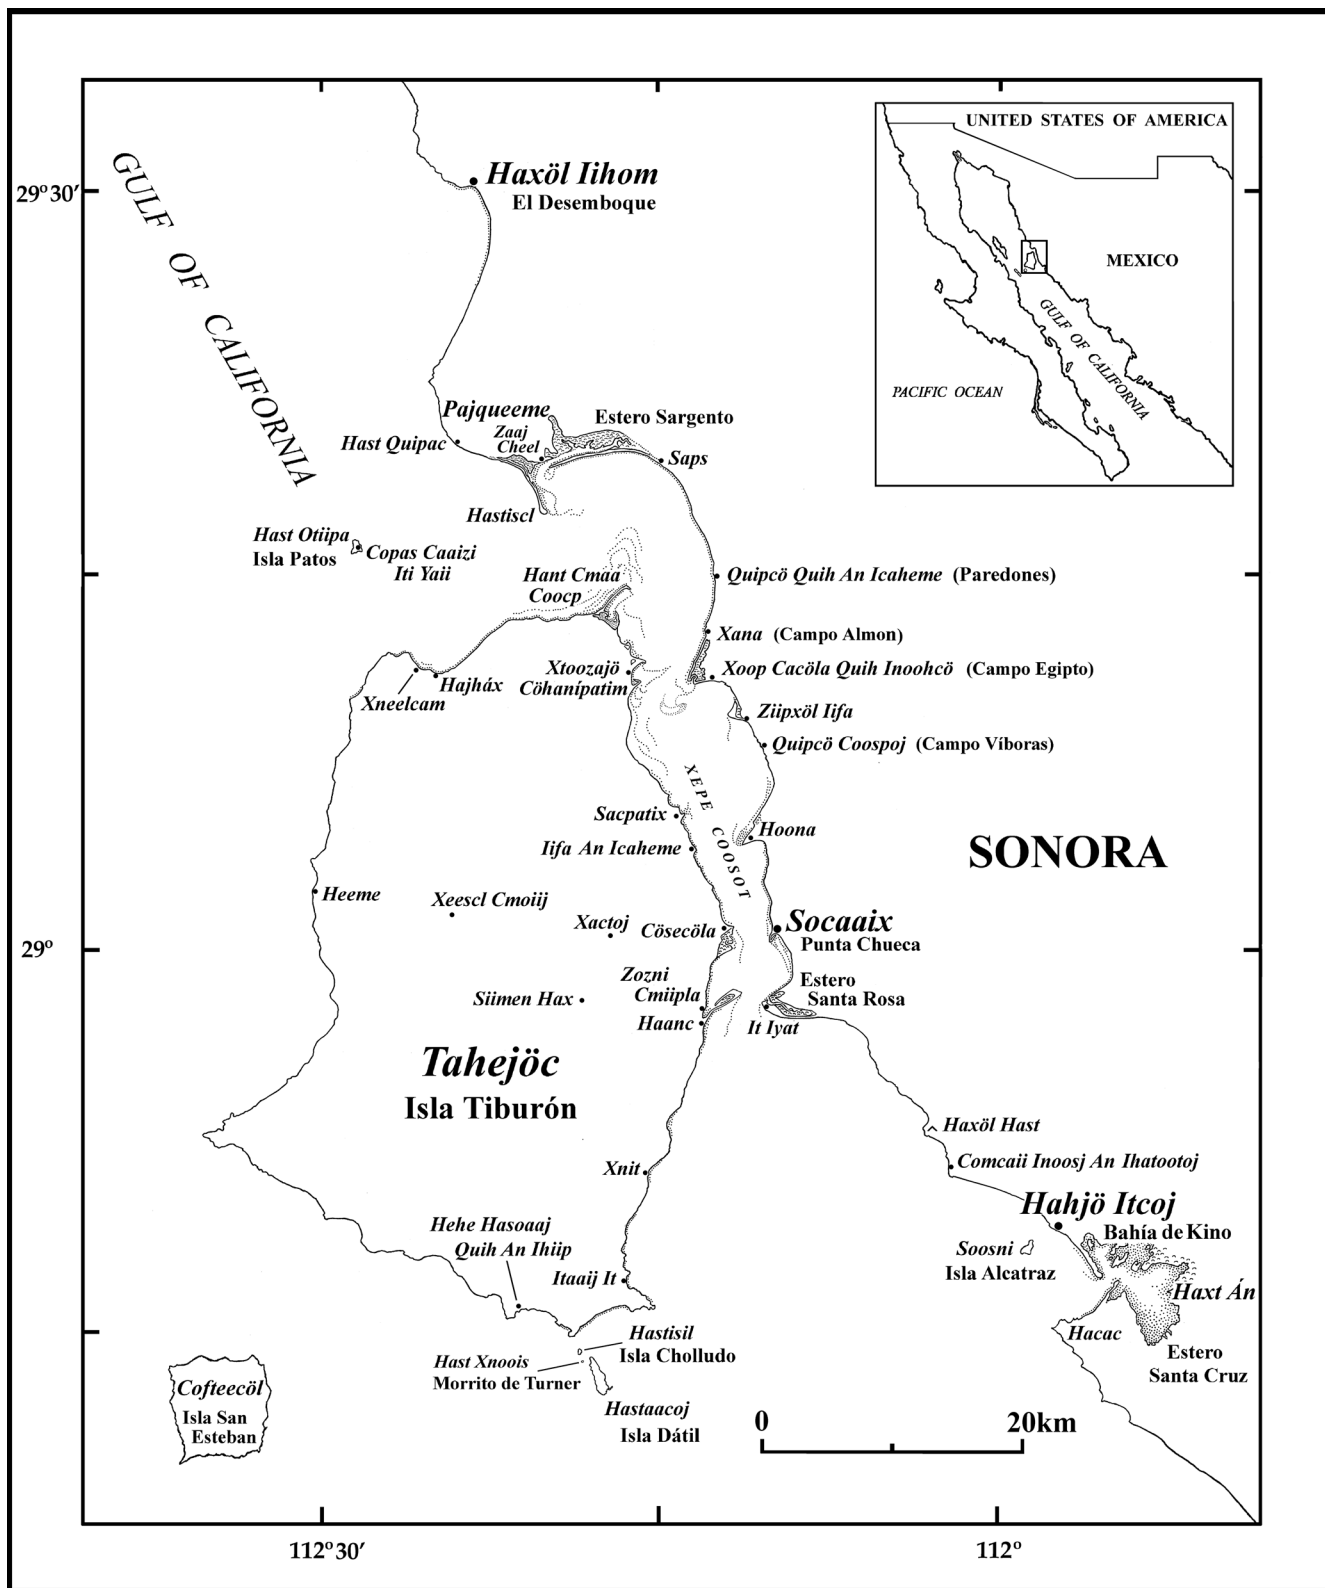 UNITED STATES OF AMERICA
MEXICO
GULF OF CALIFORNIA
PACIFIC OCEAN
29º30′
GULF OF CALIFORNIA
Haxöl Iihom
El Desemboque
Pajqueeme
Zaaj
Cheel
Estero Sargento
Hast Quipac
Saps
Hastiscl
Hast Otiipa
Isla Patos
Copas Caaizi
Iti Yaii
Hant Cmaa
Coocp
Quipcö Quih An Icaheme (Paredones)
Xana (Campo Almon)
Xtoozajö
Cöhanípatim
Xoop Cacöla Quih Inoohcö (Campo Egipto)
Hajháx
Xneelcam
Ziipxöl Iifa
Quipcö Coospoj (Campo Víboras)
XEPE COOSOT
Sacpatix
Hoona
Iifa An Icaheme
SONORA
Heeme
Xeescl Cmoiij
Xactoj
Cösecöla
Socaaix
Punta Chueca
29º
Zozni
Cmiipla
Estero
Santa Rosa
Siimen Hax
Haanc
It Iyat
Tahejöc
Isla Tiburón
Haxöl Hast
Comcaii Inoosj An Ihatootoj
Xnit
Hahjö Itcoj
Bahía de Kino
Hehe Hasoaaj
Quih An Ihiip
Soosni
Isla Alcatraz
Itaaij It
Haxt Án
Hacac
Hastisil
Isla Cholludo
Estero
Santa Cruz
Hast Xnoois
Morrito de Turner
Cofteecöl
Isla San
Esteban
Hastaacoj
Isla Dátil
0 20km
112º30′ 112º